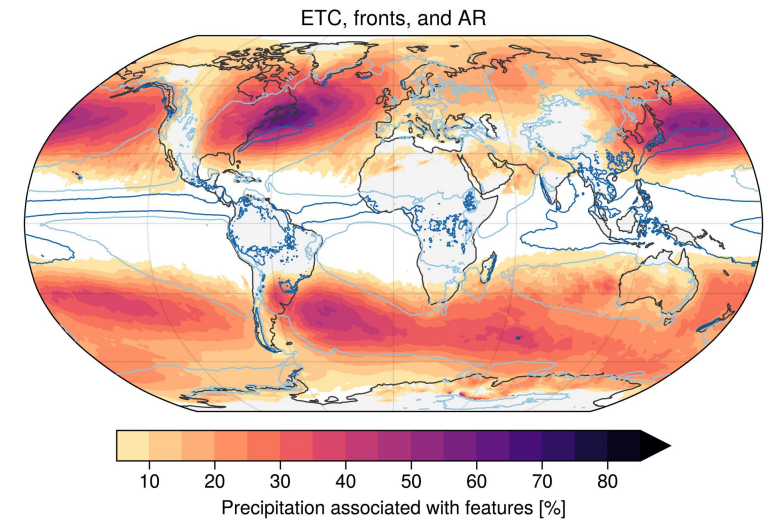 ETC, fronts, and AR
10 20 30 40 50 60 70 80
Precipitation associated with features [%]